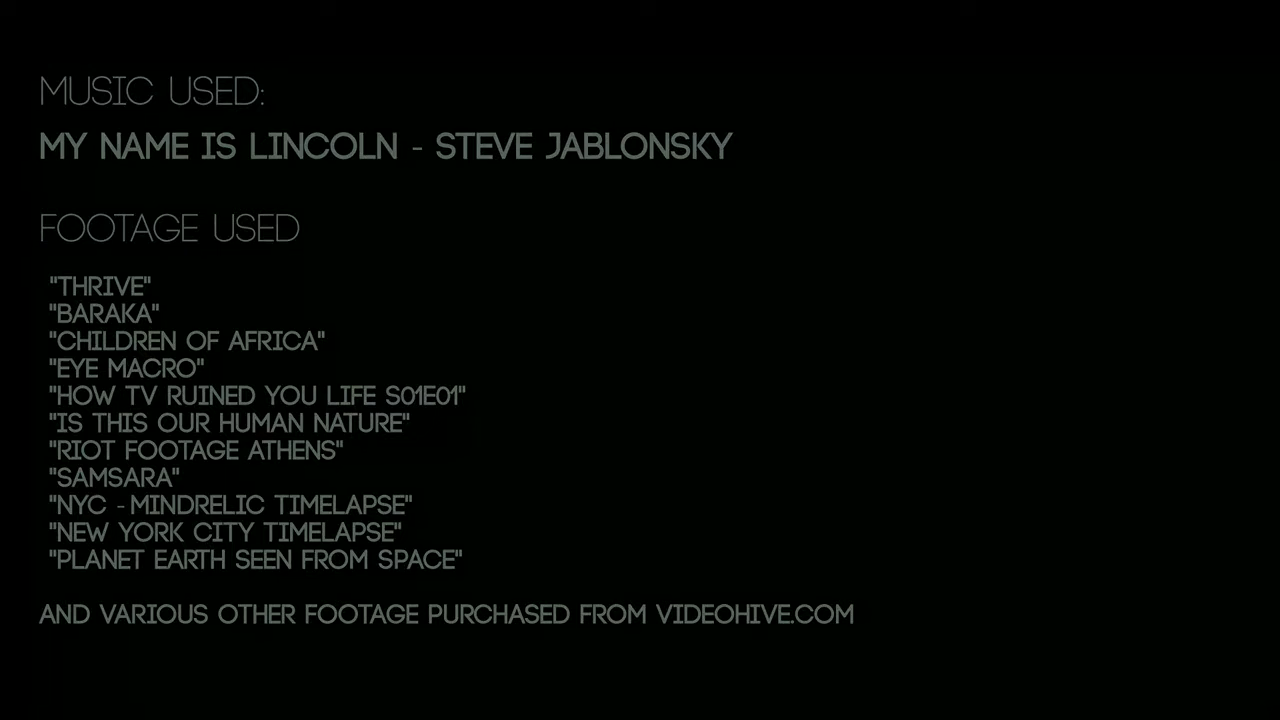 MUSIC USED:
MY NAME IS LINCOLN - STEVE JABLONSKY
FOOTAGE USED
"THRIVE"
"BARAKA"
"CHILDREN OF AFRICA"
"EYE MACRO"
"HOW TV RUINED YOU LIFE S01E01"
"IS THIS OUR HUMAN NATURE"
"RIOT FOOTAGE ATHENS"
"SAMSARA"
"NYC - MINDRELIC TIMELAPSE"
"NEW YORK CITY TIMELAPSE"
"PLANET EARTH SEEN FROM SPACE"
AND VARIOUS OTHER FOOTAGE PURCHASED FROM VIDEOHIVE.COM